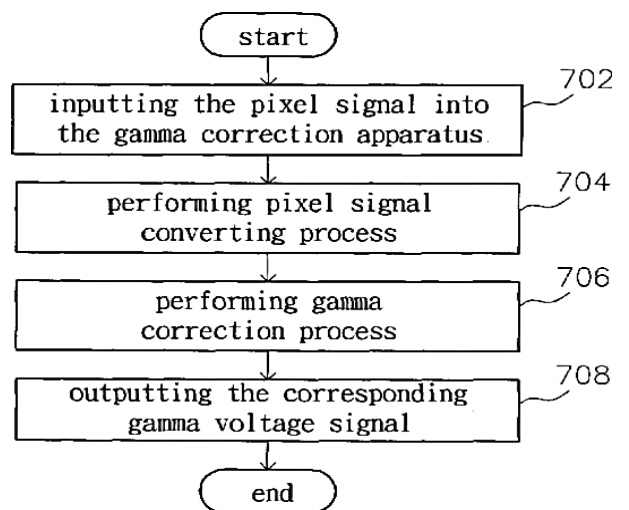 start
inputting the pixel signal into
the gamma correction apparatus
702
performing pixel signal
converting process
704
performing gamma
correction process
706
outputting the corresponding
gamma voltage signal
708
end